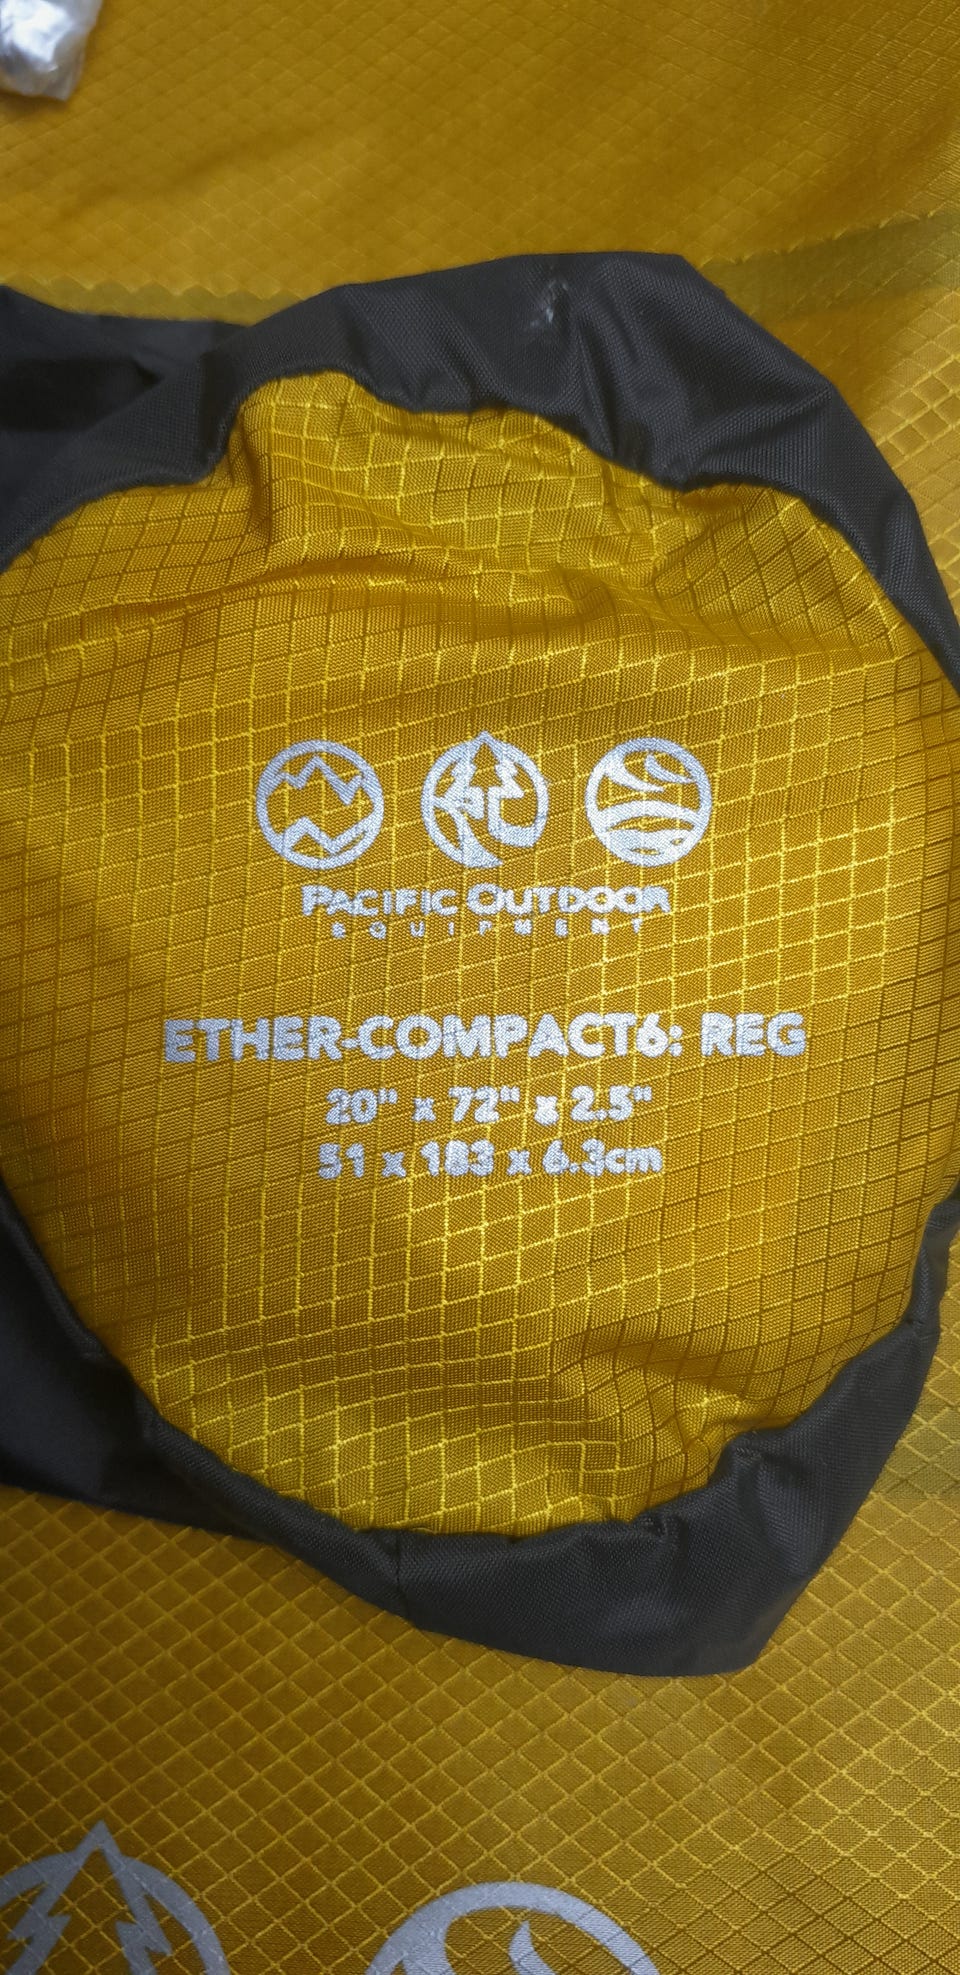 PACIFIC OUTDOOR
EQUIPMENT
ETHER-COMPACT6: REG
20" x 72" x 2.5"
51 x 183 x 6.3cm